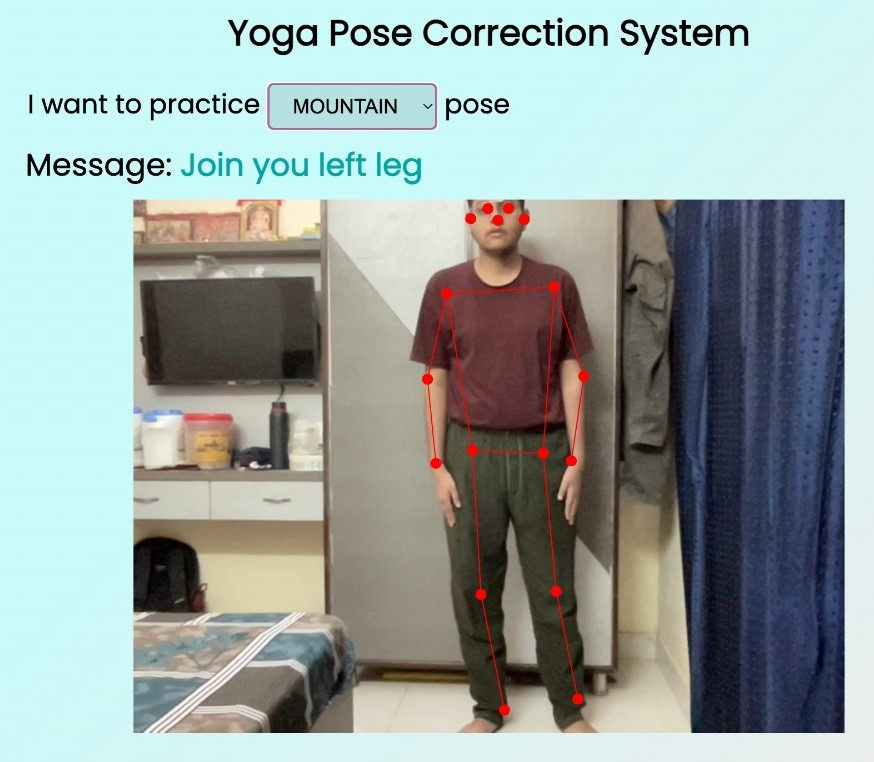 Yoga Pose Correction System
I want to practice MOUNTAIN pose
Message: Join you left leg